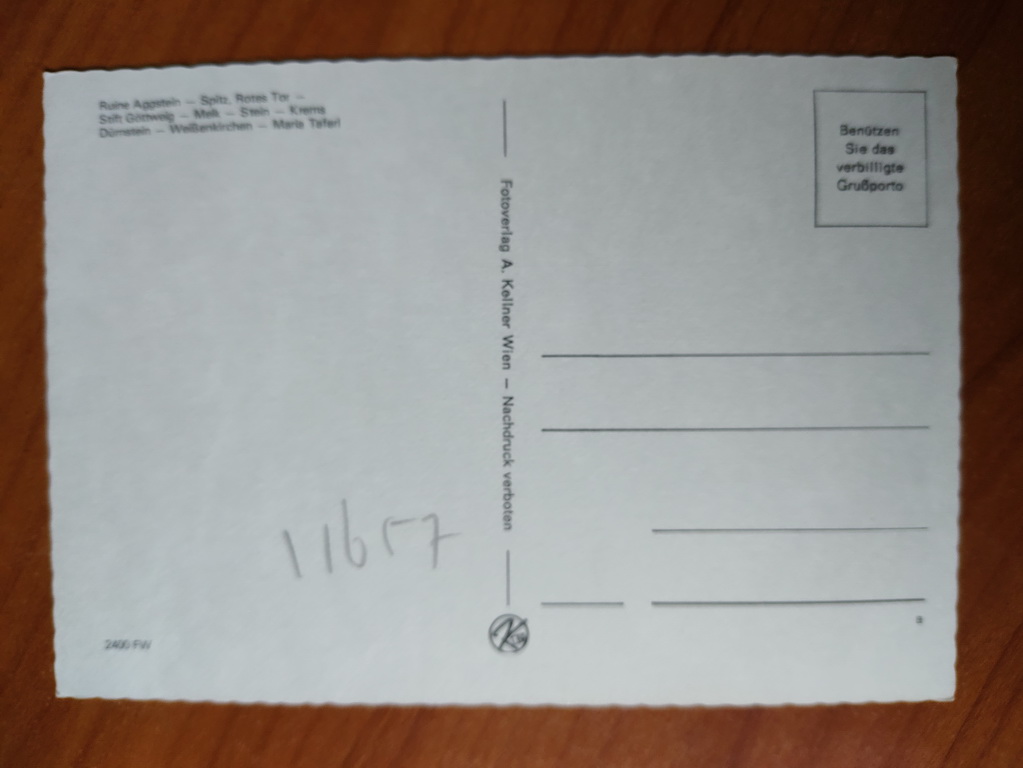 Ruine Aggstein — Spitz, Rotes Tor —
Stift Göttweig — Melk — Stein — Krems
Dürnstein — Weißenkirchen — Maria Taferl
Benützen
Sie das
verbilligte
Grußporto
Fotoverlag A. Kellner Wien — Nachdruck verboten
11657
2400 FW